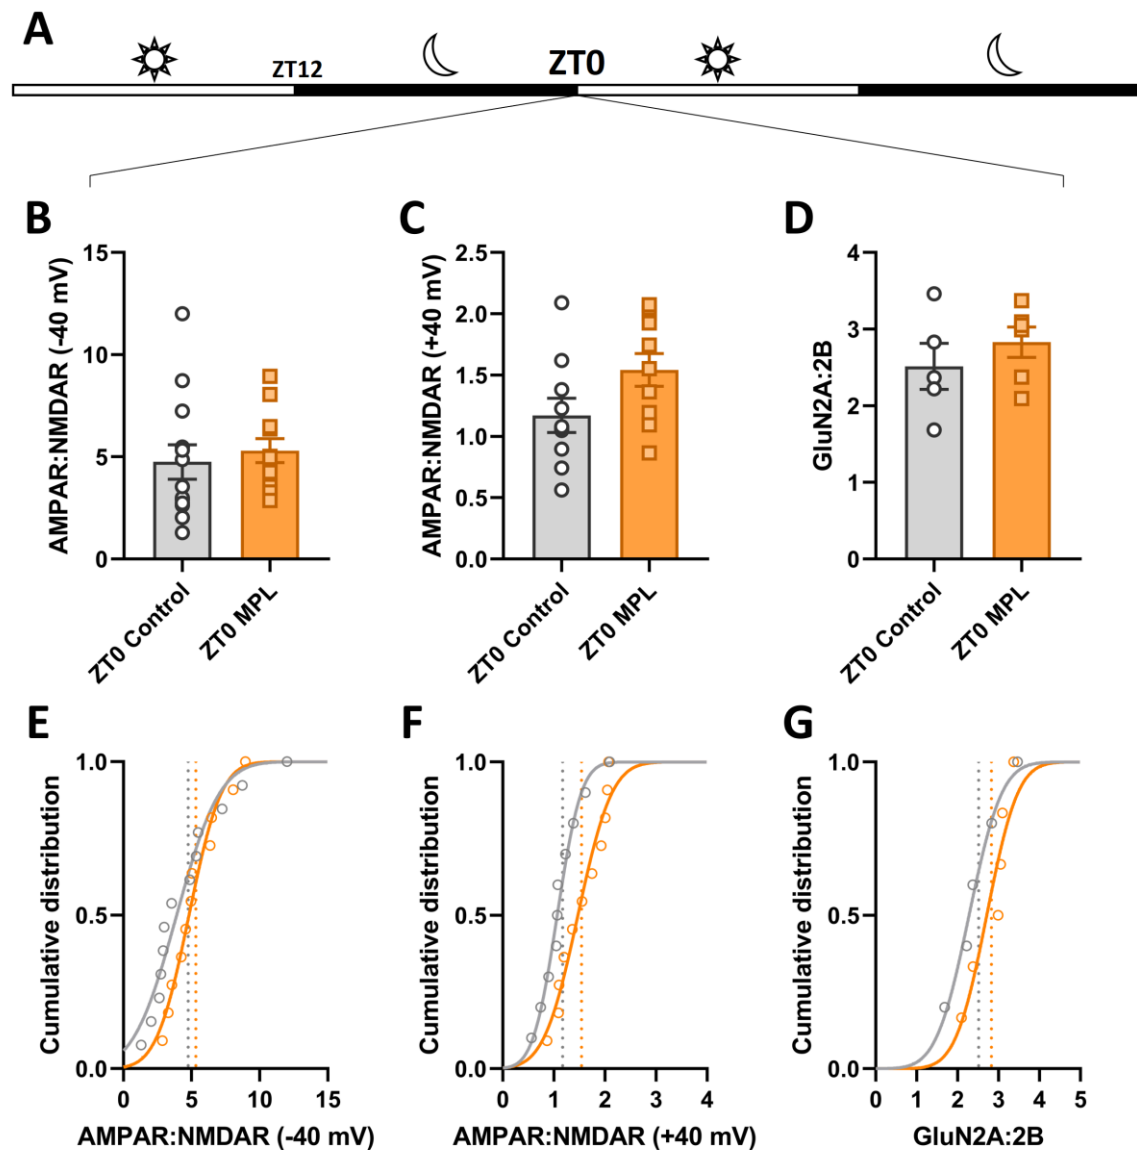 A
ZT12
ZT0
B
C
D
AMPAR:NMDAR (-40 mV)
15
10
5
0
ZT0 Control
ZT0 MPL
AMPAR:NMDAR (+40 mV)
2.5
2.0
1.5
1.0
0.5
0.0
ZT0 Control
ZT0 MPL
GluN2A:2B
4
3
2
1
0
ZT0 Control
ZT0 MPL
E
F
G
Cumulative distribution
1.0
0.5
0.0
0 5 10 15
AMPAR:NMDAR (-40 mV)
Cumulative distribution
1.0
0.5
0.0
0 1 2 3 4
AMPAR:NMDAR (+40 mV)
Cumulative distribution
1.0
0.5
0.0
0 1 2 3 4 5
GluN2A:2B